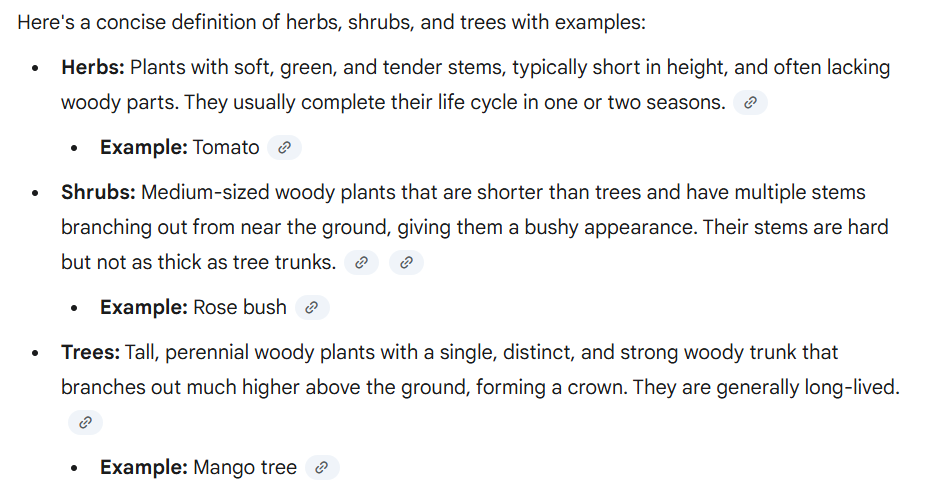 Here's a concise definition of herbs, shrubs, and trees with examples:
• Herbs: Plants with soft, green, and tender stems, typically short in height, and often lacking
woody parts. They usually complete their life cycle in one or two seasons.
• Example: Tomato
• Shrubs: Medium-sized woody plants that are shorter than trees and have multiple stems
branching out from near the ground, giving them a bushy appearance. Their stems are hard
but not as thick as tree trunks.
• Example: Rose bush
• Trees: Tall, perennial woody plants with a single, distinct, and strong woody trunk that
branches out much higher above the ground, forming a crown. They are generally long-lived.
• Example: Mango tree